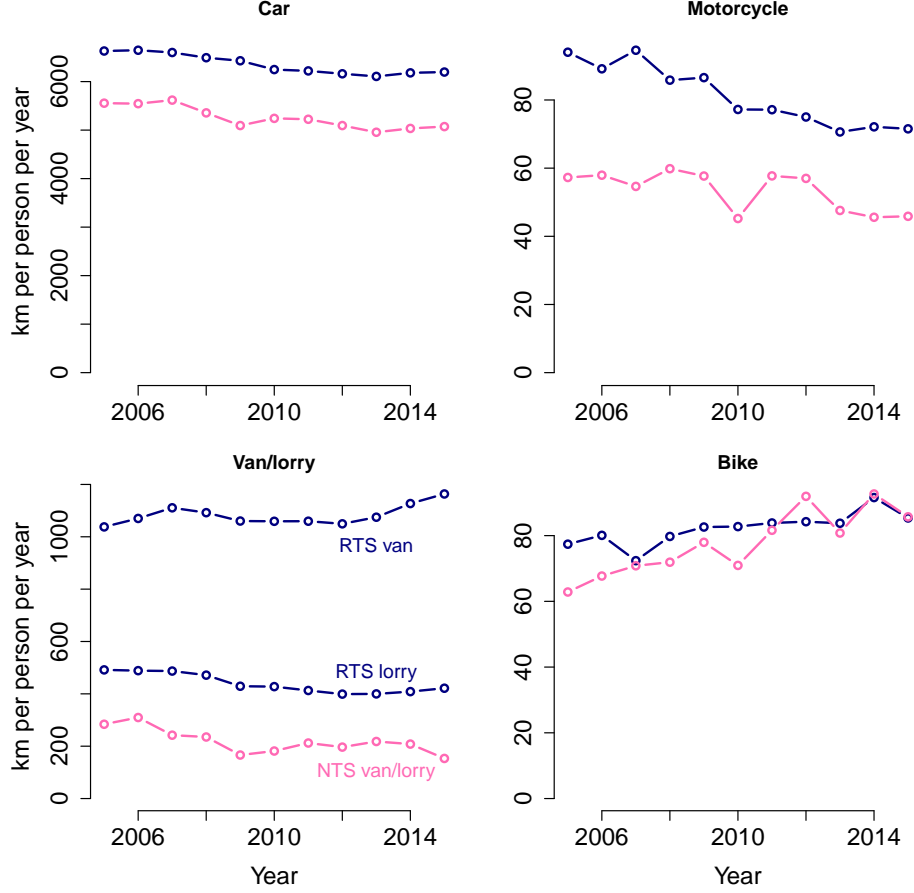 Car
km per person per year
0
2000
4000
6000
2006
2010
2014
Motorcycle
0
20
40
60
80
2006
2010
2014
Van/lorry
km per person per year
0
200
600
1000
RTS van
RTS lorry
NTS van/lorry
2006
2010
2014
Year
Bike
0
20
40
60
80
2006
2010
2014
Year